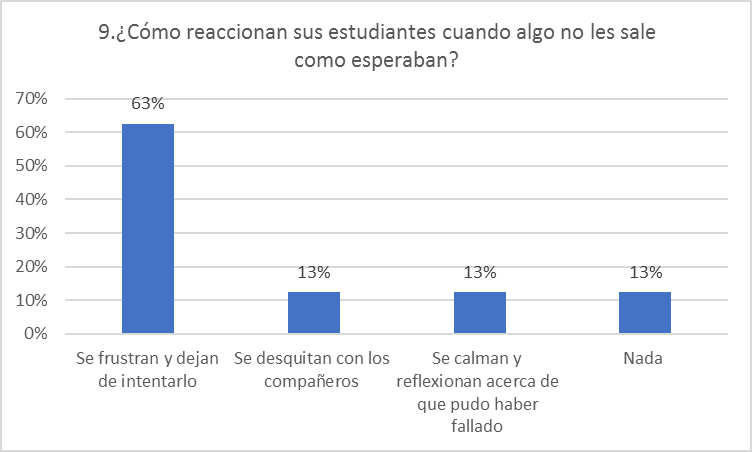 9.¿Cómo reaccionan sus estudiantes cuando algo no les sale
como esperaban?
70%
60%
50%
40%
30%
20%
10%
0%
63%
13%
13%
13%
Se frustran y dejan
de intentarlo
Se desquitan con los
compañeros
Se calman y
reflexionan acerca de
que pudo haber
fallado
Nada